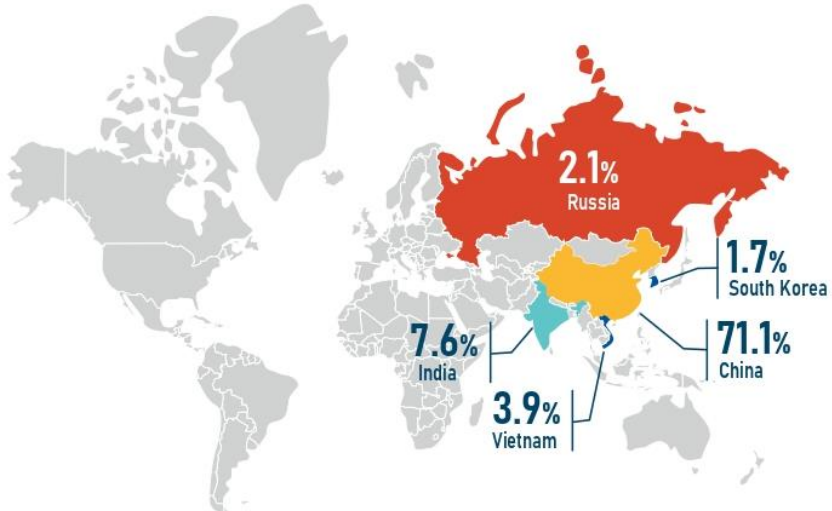 2.1%
Russia
1.7%
South Korea
7.6%
India
71.1%
China
3.9%
Vietnam